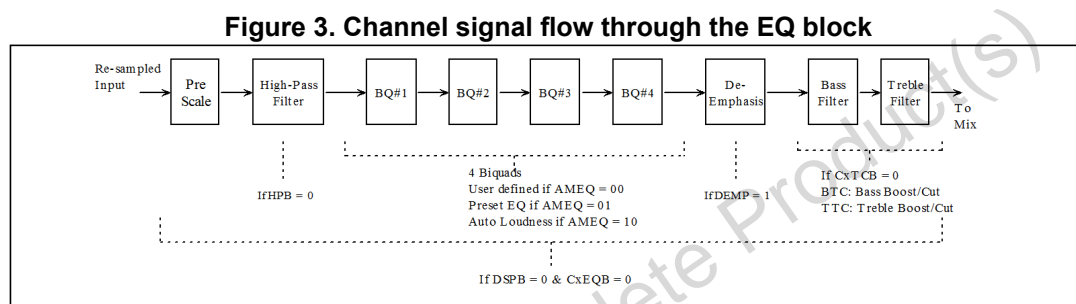 Figure 3. Channel signal flow through the EQ block
Re-sampled
Input
Pre
Scale
High-Pass
Filter
BQ#1
BQ#2
BQ#3
BQ#4
De-
Emphasis
Bass
Filter
Treble
Filter
To
Mix
IfHPB = 0
4 Biquads
User defined if AMEQ = 00
Preset EQ if AMEQ = 01
Auto Loudness if AMEQ = 10
IfDEMP = 1
If CxTCB = 0
BTC: Bass Boost/Cut
TTC: Treble Boost/Cut
If DSPB = 0 & CxEQB = 0
lete Product(s)